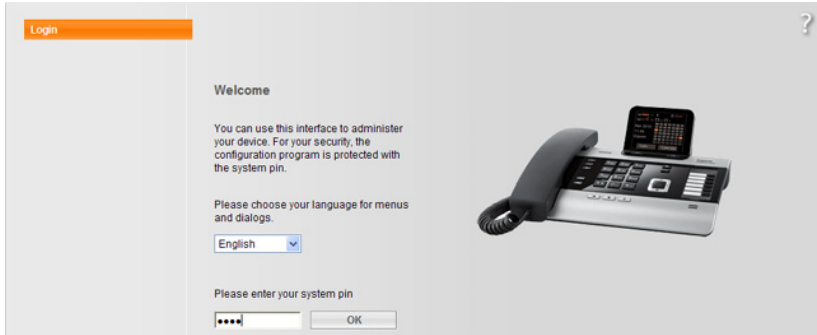 Login
?
Welcome
You can use this interface to administer
your device. For your security, the
configuration program is protected with
the system pin.
Please choose your language for menus
and dialogs.
English
Please enter your system pin
••••
OK